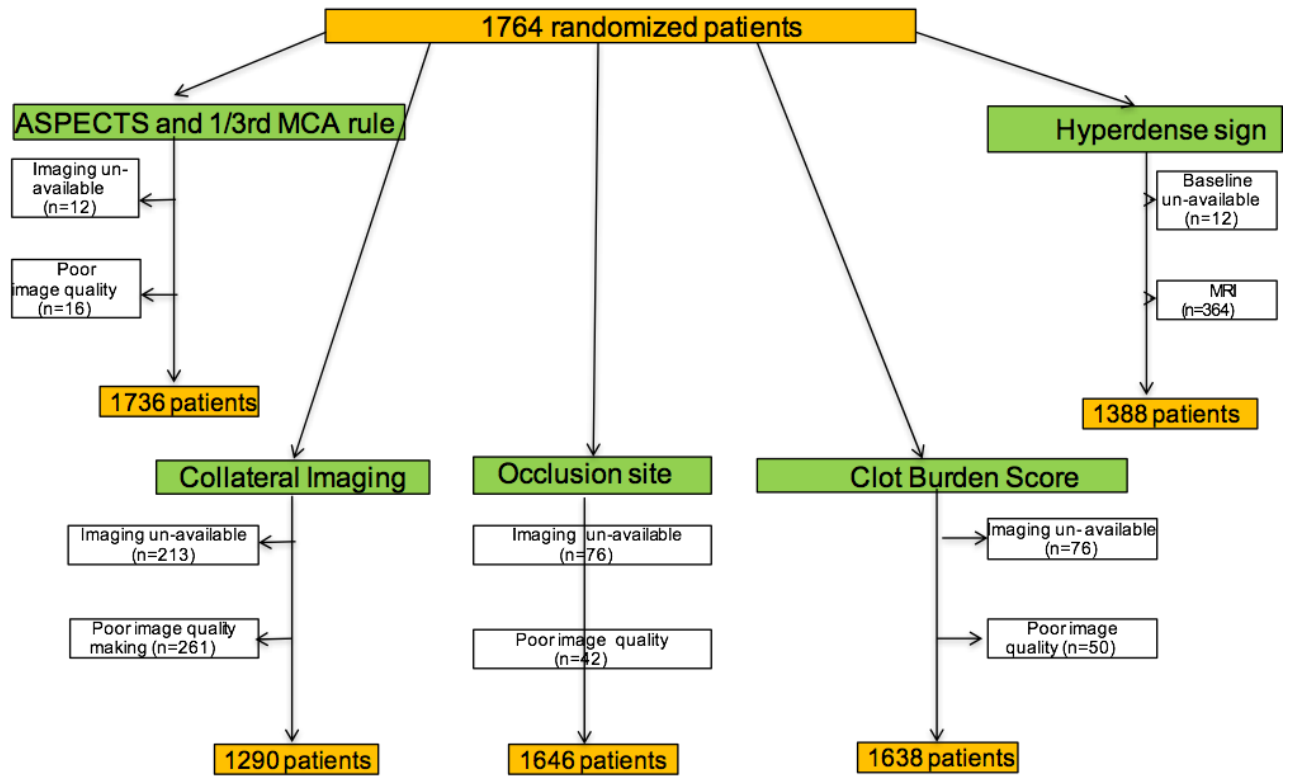 1764 randomized patients
ASPECTS and 1/3rd MCA rule
Imaging un-
available
(n=12)
Poor
image quality
(n=16)
1736 patients
Hyperdense sign
Baseline
un-available
(n=12)
MRI
(n=364)
1388 patients
Collateral Imaging
Imaging un-available
(n=213)
Poor image quality
making (n=261)
1290 patients
Occlusion site
Imaging un-available
(n=76)
Poor image quality
(n=42)
1646 patients
Clot Burden Score
Imaging un- available
(n=76)
Poor image
quality (n=50)
1638 patients